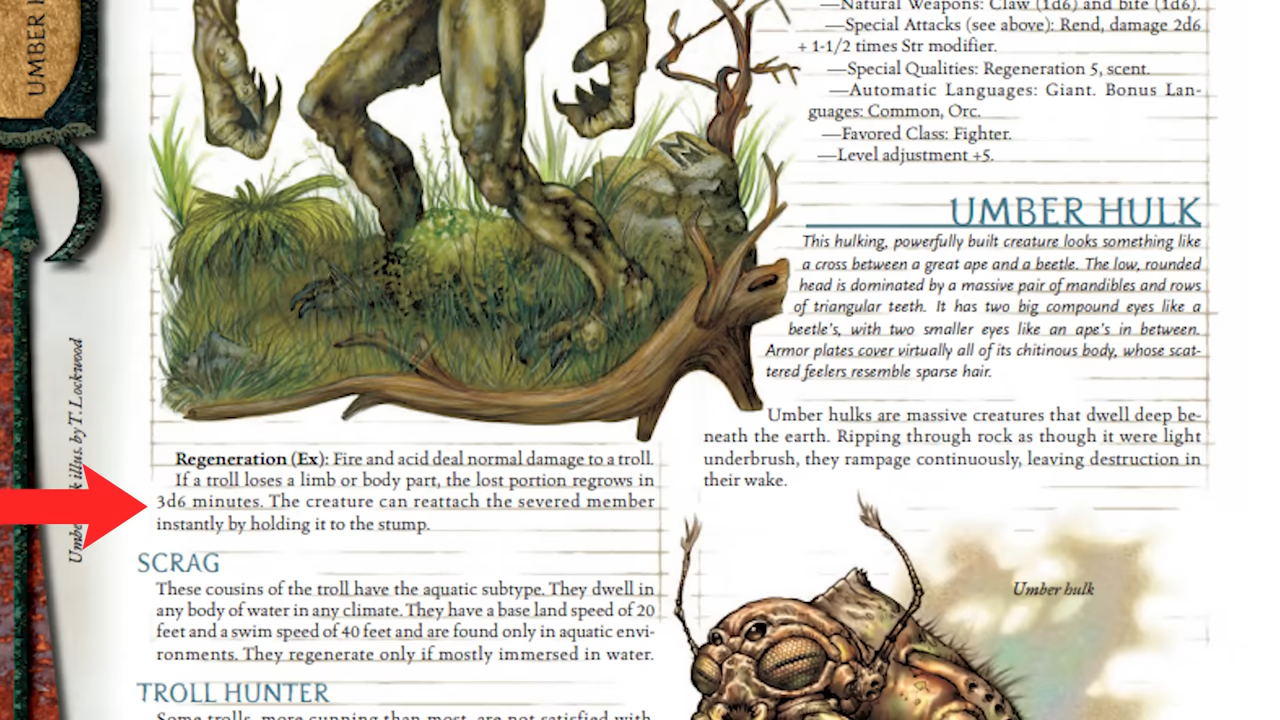 UMBER
Umbe k illus. by T. Lockwood
Regeneration (Ex): Fire and acid deal normal damage to a troll.
If a troll loses a limb or body part, the lost portion regrows in
3d6 minutes. The creature can reattach the severed member
instantly by holding it to the stump.
SCRAG
These cousins of the troll have the aquatic subtype. They dwell in
any body of water in any climate. They have a base land speed of 20
feet and a swim speed of 40 feet and are found only in aquatic envi-
ronments. They regenerate only if mostly immersed in water.
TROLL HUNTER
Some trolls, more cunning than most, are not satisfied with
—Natural Weapons: Claw (1d6) and bite (1d6).
—Special Attacks (see above): Rend, damage 2d6
+ 1-1/2 times Str modifier.
—Special Qualities: Regeneration 5, scent.
—Automatic Languages: Giant. Bonus Lan-
guages: Common, Orc.
—Favored Class: Fighter.
—Level adjustment +5.
UMBER HULK
This hulking, powerfully built creature looks something like
a cross between a great ape and a beetle. The low, rounded
head is dominated by a massive pair of mandibles and rows
of triangular teeth. It has two big compound eyes like a
beetle's, with two smaller eyes like an ape's in between.
Armor plates cover virtually all of its chitinous body, whose scat-
tered feelers resemble sparse hair.
Umber hulks are massive creatures that dwell deep be-
neath the earth. Ripping through rock as though it were light
underbrush, they rampage continuously, leaving destruction in
their wake.
Umber hulk